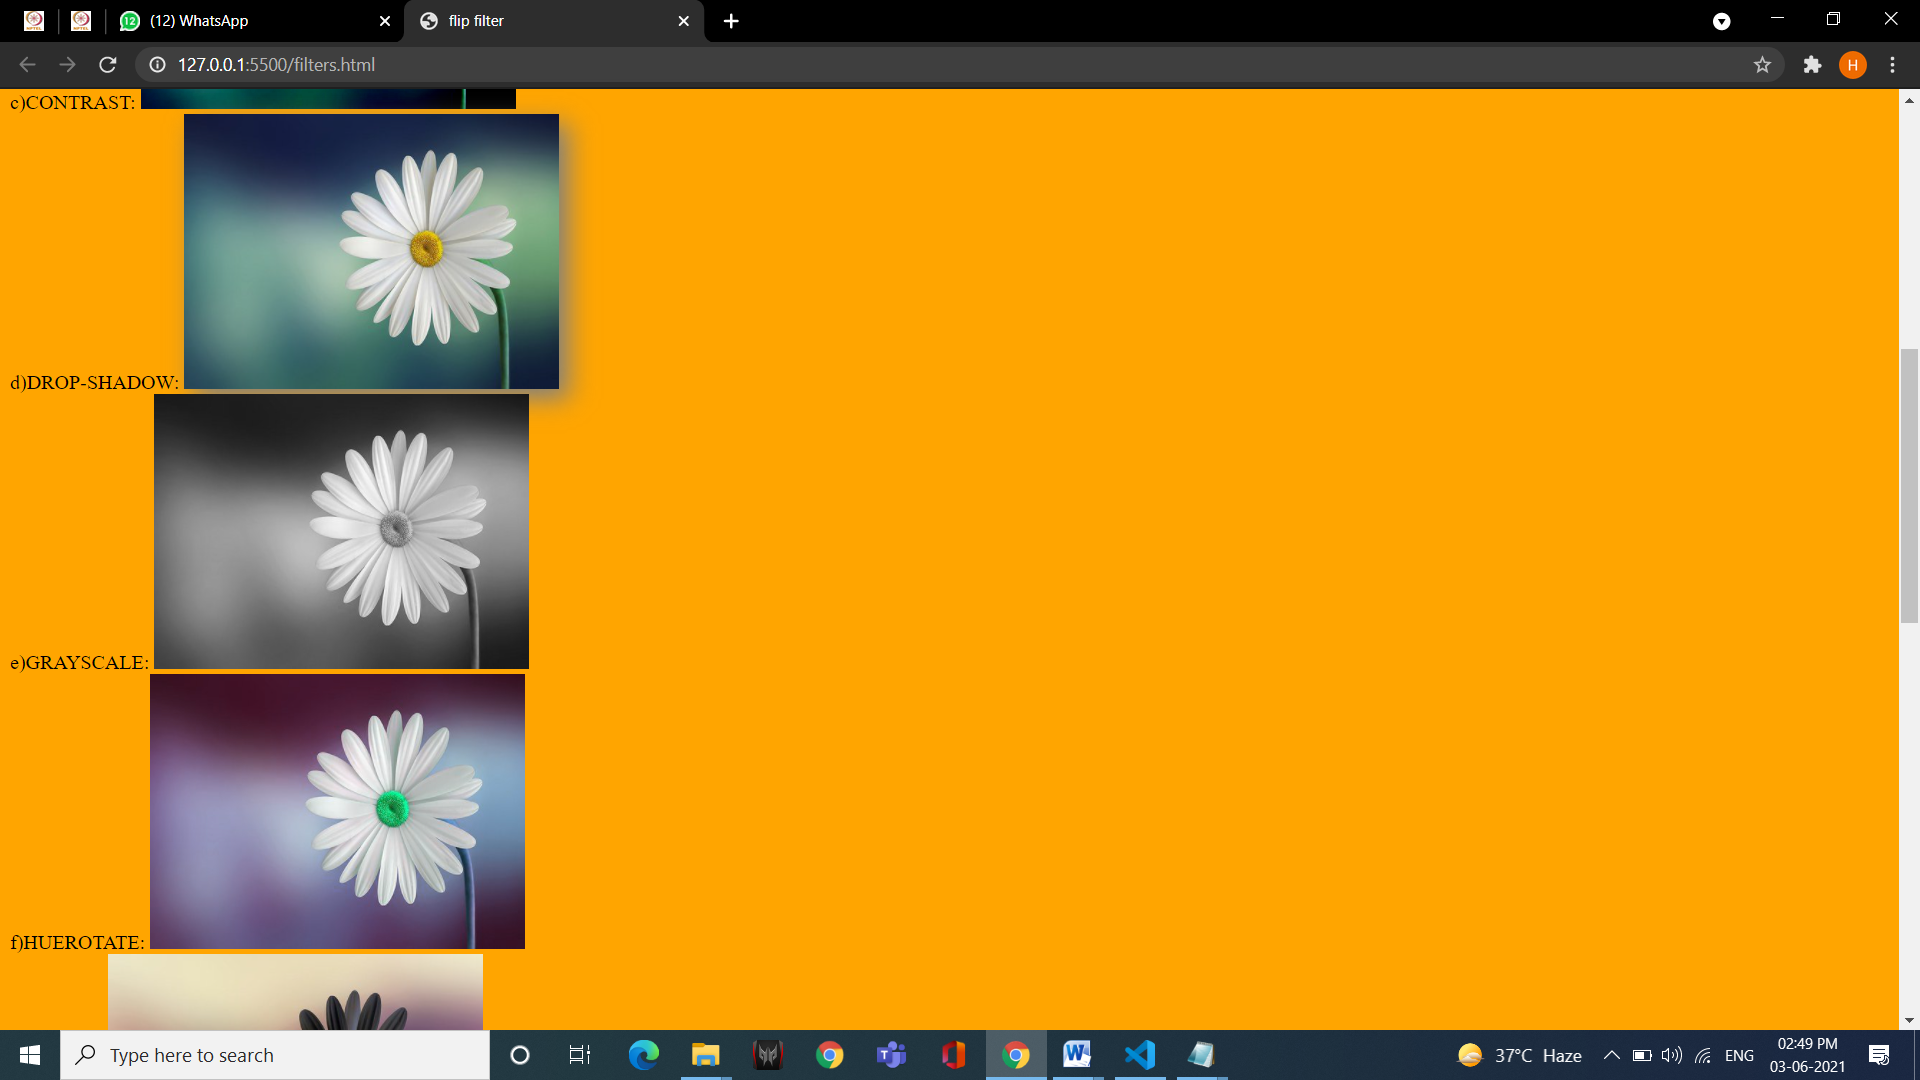 (12) WhatsApp
flip filter
127.0.0.1:5500/filters.html
H
c)CONTRAST:
d)DROP-SHADOW:
e)GRAYSCALE:
f)HUEROTATE:
Type here to search
37°C Haze
ENG
02:49 PM
03-06-2021